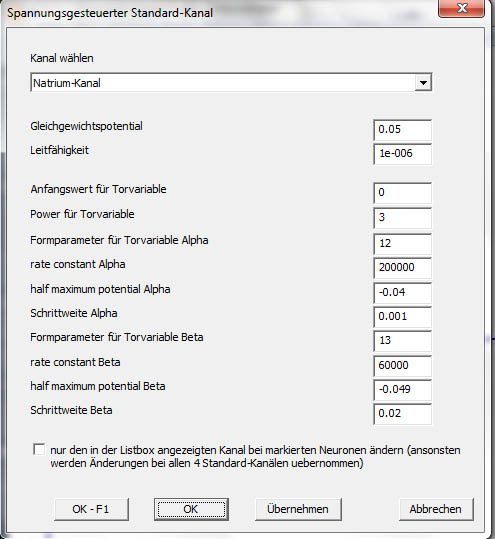 Spannungsgesteuerter Standard-Kanal
Kanal wählen
Natrium-Kanal
Gleichgewichtspotential 0.05
Leitfähigkeit 1e-006
Anfangswert für Torvariable 0
Power für Torvariable 3
Formparameter für Torvariable Alpha 12
rate constant Alpha 200000
half maximum potential Alpha -0.04
Schrittweite Alpha 0.001
Formparameter für Torvariable Beta 13
rate constant Beta 60000
half maximum potential Beta -0.049
Schrittweite Beta 0.02
nur den in der Listbox angezeigten Kanal bei markierten Neuronen ändern (ansonsten
werden Änderungen bei allen 4 Standard-Kanälen uebernommen)
OK - F1 OK Übernehmen Abbrechen